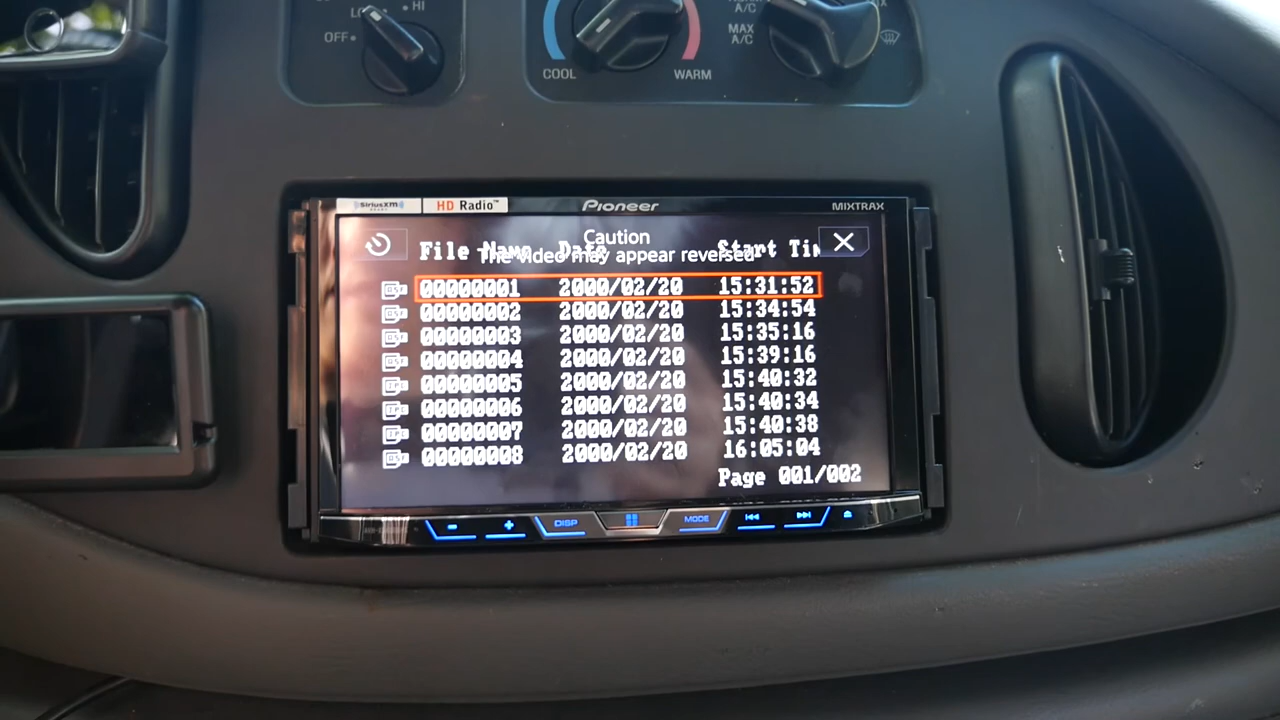 LO • HI
OFF•
COOL
WARM
MAX
A/C
A/C
SiriusXM
HD Radio™
Pioneer
MIXTRAX
Caution
The video may appear reversed
File Name Date Start Tim
00000001 2000/02/20 15:31:52
00000002 2000/02/20 15:34:54
00000003 2000/02/20 15:35:16
00000004 2000/02/20 15:39:16
00000005 2000/02/20 15:40:32
00000006 2000/02/20 15:40:34
00000007 2000/02/20 15:40:38
00000008 2000/02/20 16:05:04
Page 001/002
- + DISP MODE